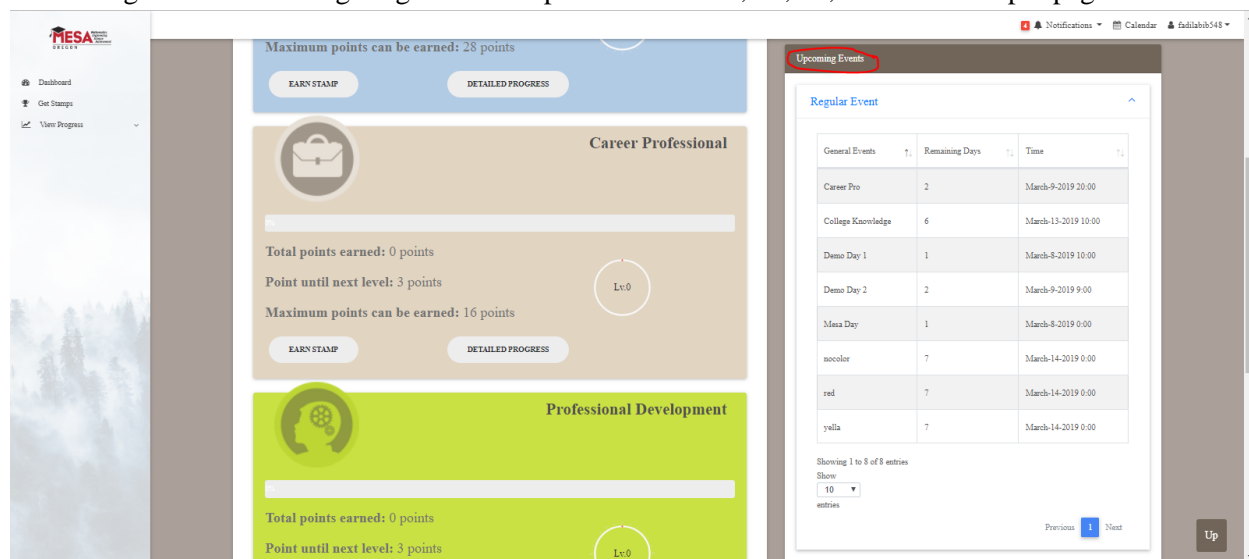 MESA
OREGON
4 Notifications Calendar fadilabib548
Dashboard
Get Stamps
View Progress
Maximum points can be earned: 28 points
EARN STAMP DETAILED PROGRESS
Career Professional
Total points earned: 0 points
Point until next level: 3 points
Lv.0
Maximum points can be earned: 16 points
EARN STAMP DETAILED PROGRESS
Professional Development
Total points earned: 0 points
Point until next level: 3 points
Lv.0
Upcoming Events
Regular Event
General Events Remaining Days Time
Career Pro 2 March-9-2019 20:00
College Knowledge 6 March-13-2019 10:00
Demo Day 1 1 March-8-2019 10:00
Demo Day 2 2 March-9-2019 9:00
Mesa Day 1 March-8-2019 0:00
nocolor 7 March-14-2019 0:00
red 7 March-14-2019 0:00
yella 7 March-14-2019 0:00
Showing 1 to 8 of 8 entries
Show
10
entries
Previous 1 Next
Up